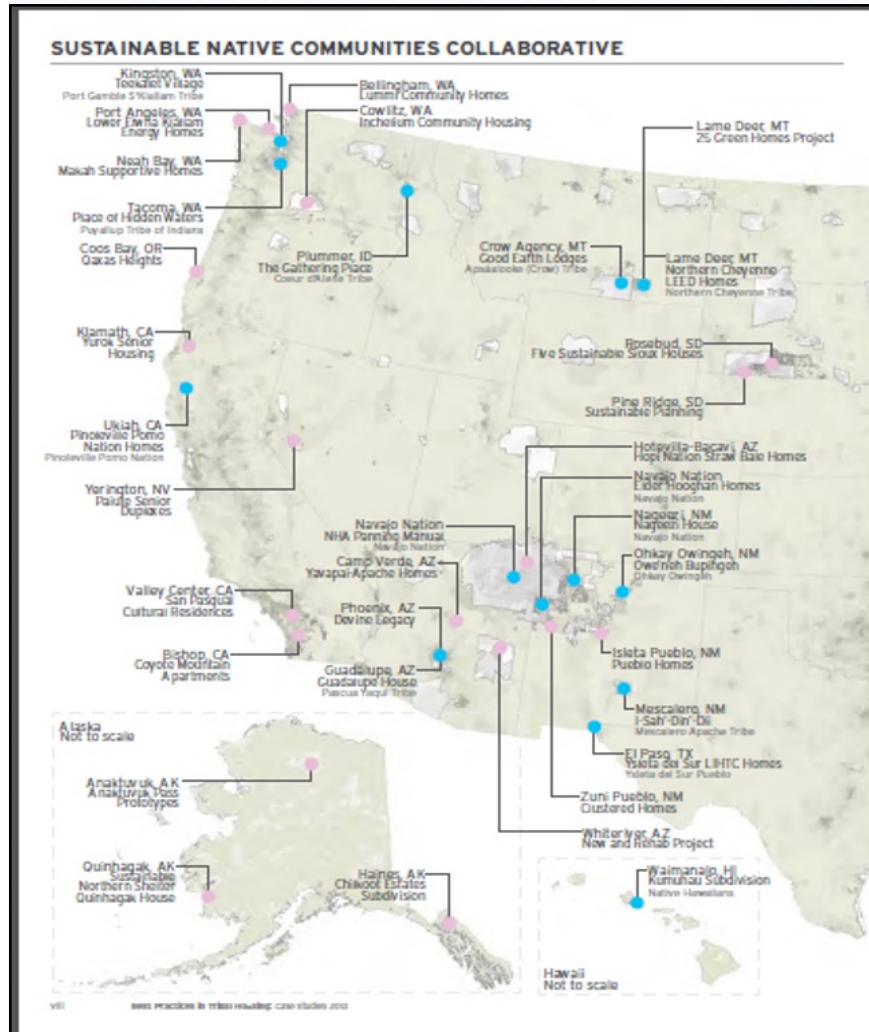 SUSTAINABLE NATIVE COMMUNITIES COLLABORATIVE
Kingston, WA
Teekalet Village
Port Gamble S'Klallam Tribe
Port Angeles, WA
Lower Elwha Klallam
Energy Homes
Neah Bay, WA
Makah Supportive Homes
Tacoma, WA
Place of Hidden Waters
Puyallup Tribe of Indians
Coos Bay, OR
Qaxas Heights
Klamath, CA
Yurok Senior
Housing
Ukiah, CA
Pinoleville Pomo
Nation Homes
Pinoleville Pomo Nation
Yerington, NV
Paiute Senior
Duplexes
Valley Center, CA
San Pasqual
Cultural Residences
Bishop, CA
Coyote Mountain
Apartments
Bellingham, WA
Lummi Community Homes
Cowlitz, WA
Inchelium Community Housing
Plummer, ID
The Gathering Place
Coeur d'Alene Tribe
Lame Deer, MT
25 Green Homes Project
Crow Agency, MT
Good Earth Lodges
Apsaalooke (Crow) Tribe
Lame Deer, MT
Northern Cheyenne
LEED Homes
Northern Cheyenne Tribe
Rosebud, SD
Five Sustainable Sioux Houses
Pine Ridge, SD
Sustainable Planning
Hotevilla-Bacavi, AZ
Hopi Nation Straw Bale Homes
Navajo Nation
Elder Hooghan Homes
Navajo Nation
Nageezi, NM
Nageezi House
Navajo Nation
Ohkay Owingeh, NM
Owe'neh Bupingeh
Ohkay Owingeh
Navajo Nation
NHA Panning Manual
Navajo Nation
Camp Verde, AZ
Yavapai-Apache Homes
Phoenix, AZ
Devine Legacy
Guadalupe, AZ
Guadalupe House
Pascua Yaqui Tribe
Isleta Pueblo, NM
Pueblo Homes
Mescalero, NM
I-Sah'-Din'-Dii
Mescalero Apache Tribe
El Paso, TX
Ysleta del Sur LIHTC Homes
Ysleta del Sur Pueblo
Zuni Pueblo, NM
Clustered Homes
Whiteriver, AZ
New and Rehab Project
Alaska
Not to scale
Anaktuvuk, AK
Anaktuvuk Pass
Prototypes
Quinhagak, AK
Sustainable
Northern Shelter
Quinhagak House
Haines, AK
Chilkoot Estates
Subdivision
Waimanalo, HI
Kumuhau Subdivision
Native Hawaiians
Hawaii
Not to scale
viii Best Practices in Tribal Housing: Case Studies 2013